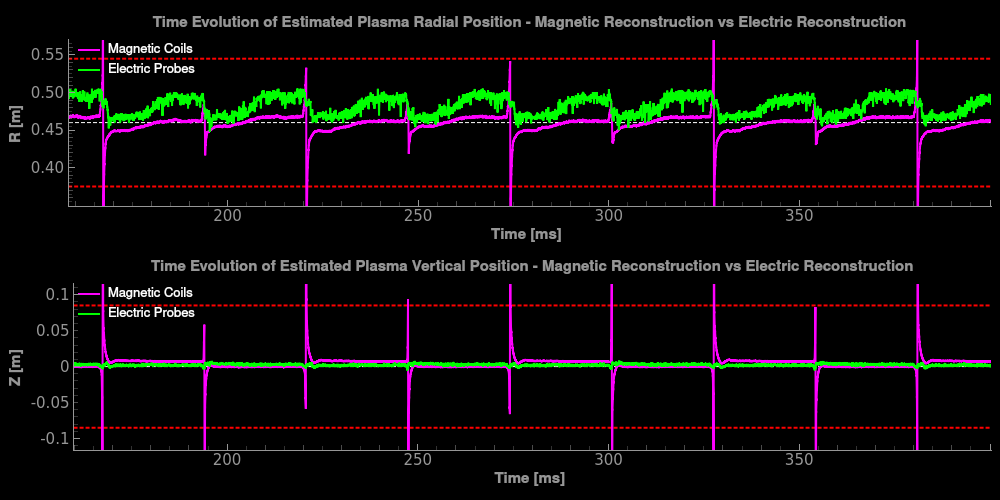 Time Evolution of Estimated Plasma Radial Position - Magnetic Reconstruction vs Electric Reconstruction
Magnetic Coils
Electric Probes
0.55
0.50
0.45
0.40
R [m]
200
250
300
350
Time [ms]
Time Evolution of Estimated Plasma Vertical Position - Magnetic Reconstruction vs Electric Reconstruction
Magnetic Coils
Electric Probes
0.1
0.05
0
-0.05
-0.1
Z [m]
200
250
300
350
Time [ms]